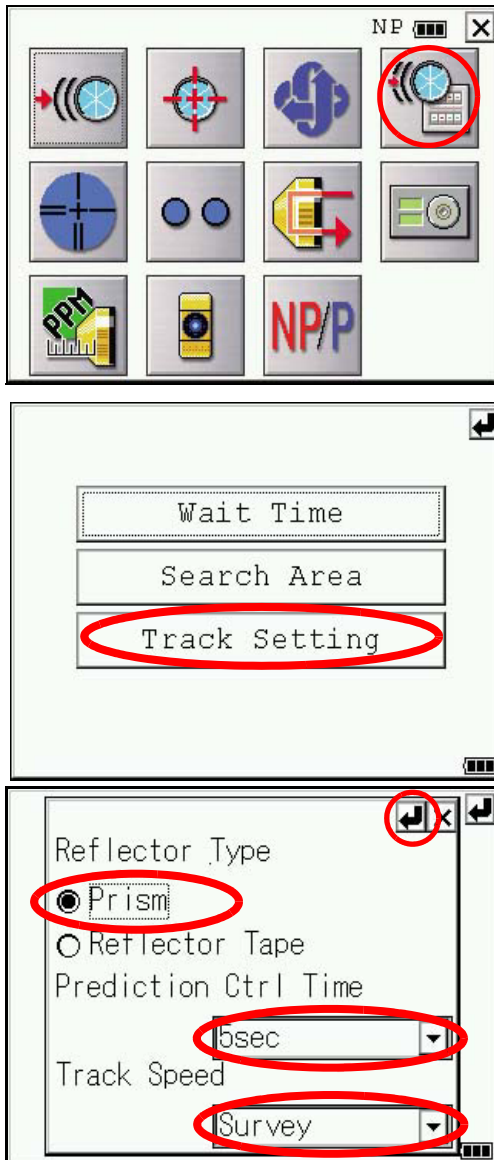 NP
PPM
NP/P
Wait Time
Search Area
Track Setting
Reflector Type
Prism
Reflector Tape
Prediction Ctrl Time
5sec
Track Speed
Survey